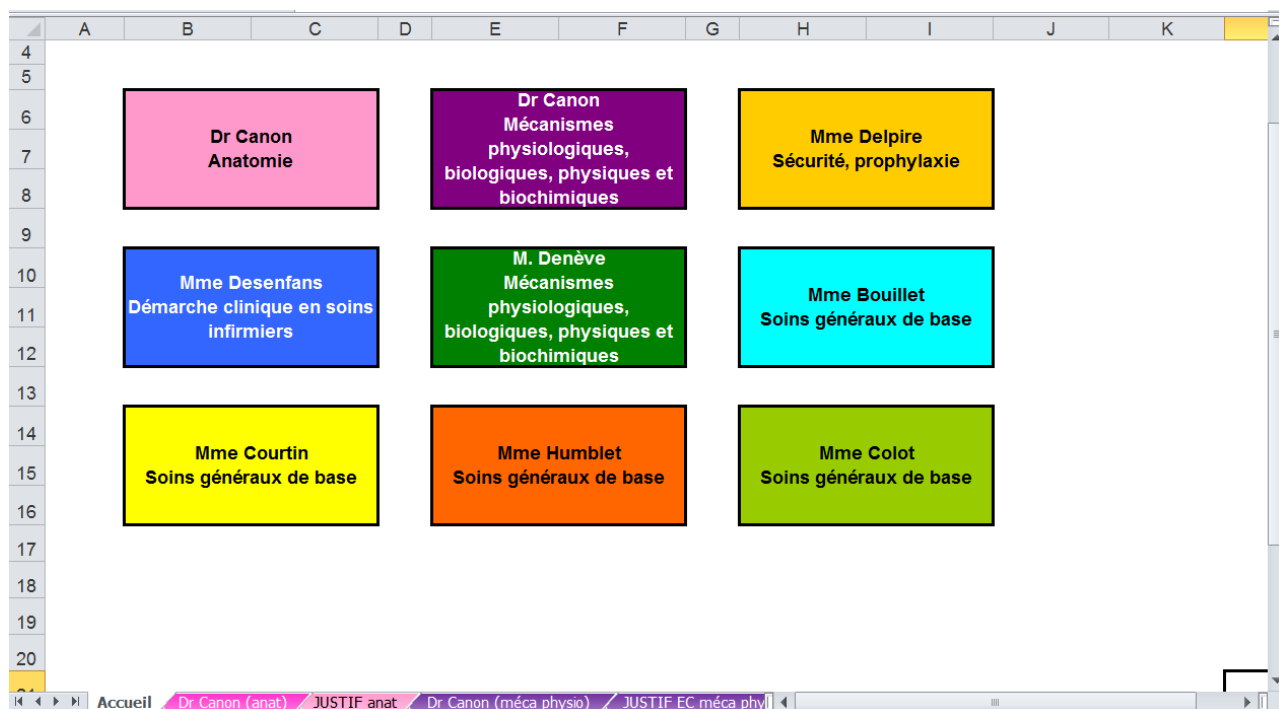 A B C D E F G H I J K
4
5
6
7
8
9
10
11
12
13
14
15
16
17
18
19
20
Dr Canon
Anatomie
Dr Canon
Mécanismes
physiologiques,
biologiques, physiques et
biochimiques
Mme Delpire
Sécurité, prophylaxie
Mme Desenfans
Démarche clinique en soins
infirmiers
M. Denève
Mécanismes
physiologiques,
biologiques, physiques et
biochimiques
Mme Bouillet
Soins généraux de base
Mme Courtin
Soins généraux de base
Mme Humblet
Soins généraux de base
Mme Colot
Soins généraux de base
Accueil Dr Canon (anat) JUSTIF anat Dr Canon (méca physio) JUSTIF EC méca phy